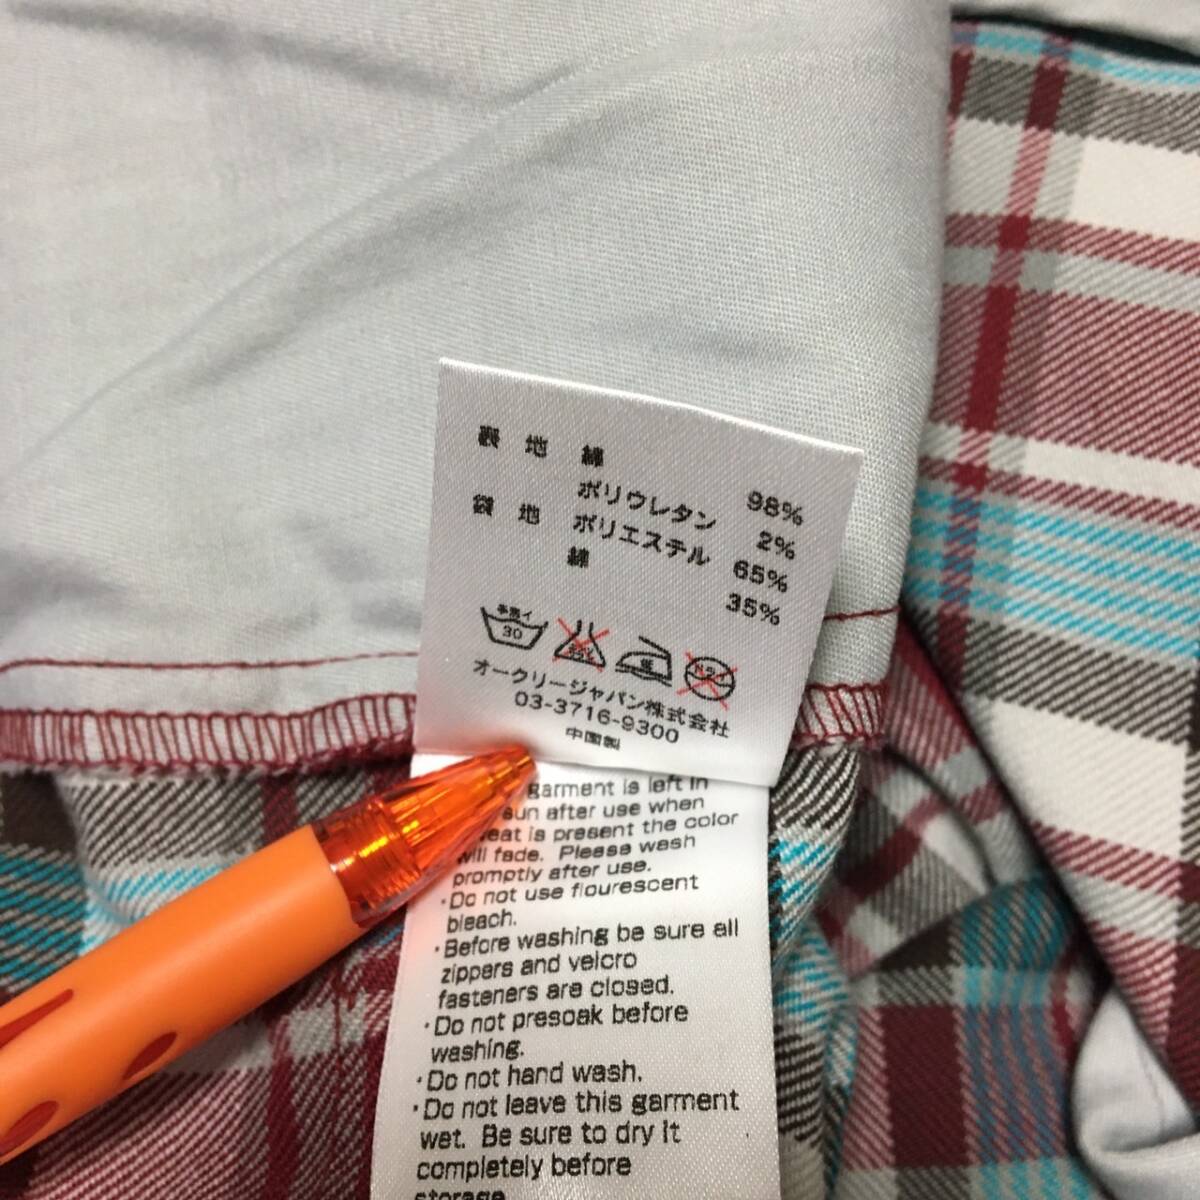 表 地 綿 98%
ポリウレタン 2%
袋 地 ポリエステル 65%
綿 35%
手洗イ
30
オークリージャパン株式会社
03-3716-9300
中国製
garment is left in
sun after use when
is present the color
will fade. Please wash
promptly after use.
・Do not use flourescent
bleach.
・Before washing be sure all
zippers and velcro
fasteners are closed.
・Do not presoak before
washing.
・Do not hand wash.
・Do not leave this garment
wet. Be sure to dry it
completely before
storage.